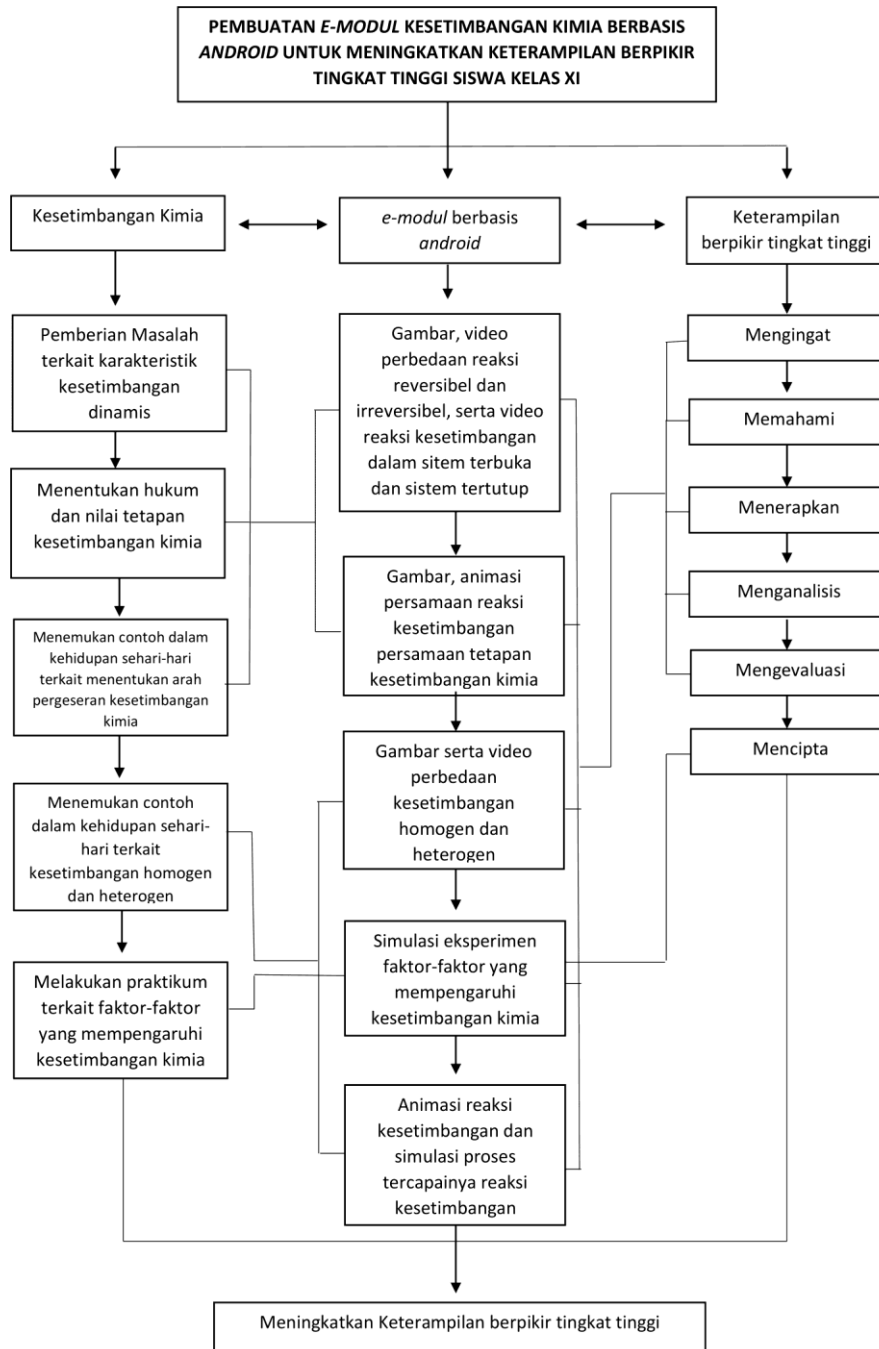 PEMBUATAN E-MODUL KESETIMBANGAN KIMIA BERBASIS
ANDROID UNTUK MENINGKATKAN KETERAMPILAN BERPIKIR
TINGKAT TINGGI SISWA KELAS XI
Kesetimbangan Kimia
e-modul berbasis
android
Keterampilan
berpikir tingkat tinggi
Pemberian Masalah
terkait karakteristik
kesetimbangan
dinamis
Menentukan hukum
dan nilai tetapan
kesetimbangan kimia
Menemukan contoh dalam
kehidupan sehari-hari
terkait menentukan arah
pergeseran kesetimbangan
kimia
Menemukan contoh
dalam kehidupan sehari-
hari terkait
kesetimbangan homogen
dan heterogen
Melakukan praktikum
terkait faktor-faktor
yang mempengaruhi
kesetimbangan kimia
Gambar, video
perbedaan reaksi
reversibel dan
irreversibel, serta video
reaksi kesetimbangan
dalam sitem terbuka
dan sistem tertutup
Gambar, animasi
persamaan reaksi
kesetimbangan
persamaan tetapan
kesetimbangan kimia
Gambar serta video
perbedaan
kesetimbangan
homogen dan
heterogen
Simulasi eksperimen
faktor-faktor yang
mempengaruhi
kesetimbangan kimia
Animasi reaksi
kesetimbangan dan
simulasi proses
tercapainya reaksi
kesetimbangan
Mengingat
Memahami
Menerapkan
Menganalisis
Mengevaluasi
Mencipta
Meningkatkan Keterampilan berpikir tingkat tinggi